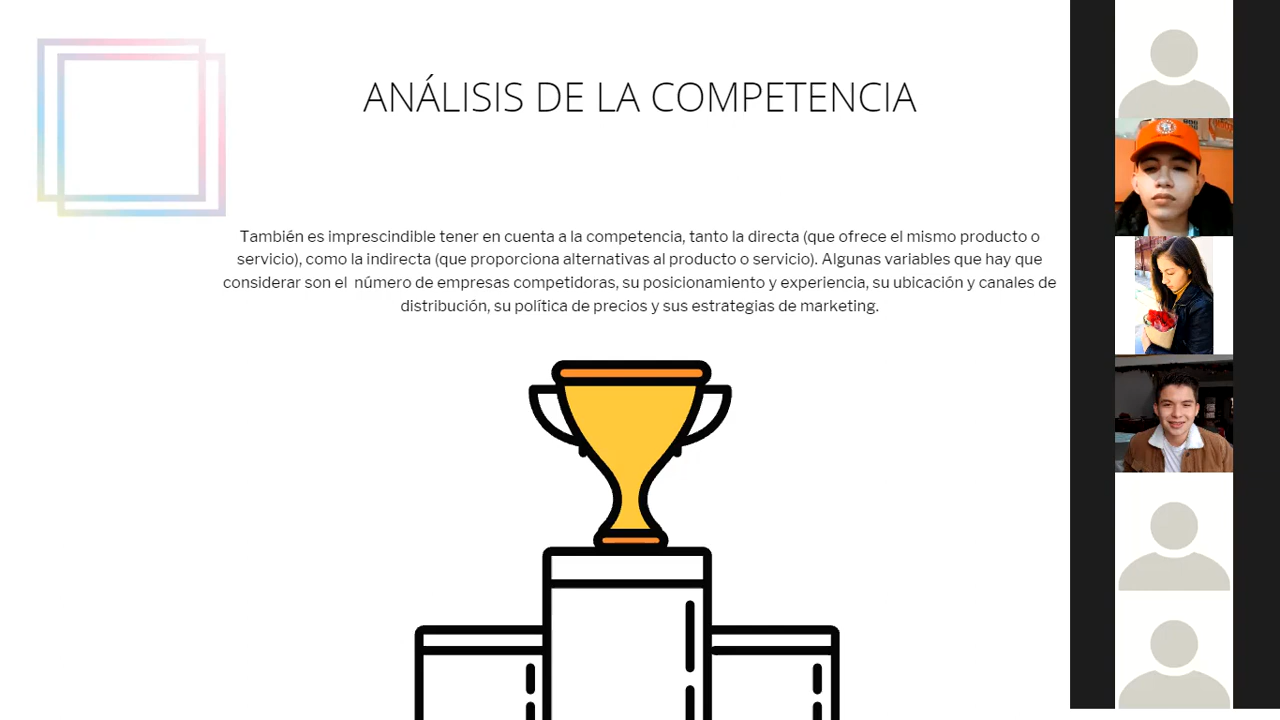 ANÁLISIS DE LA COMPETENCIA
También es imprescindible tener en cuenta a la competencia, tanto la directa (que ofrece el mismo producto o
servicio), como la indirecta (que proporciona alternativas al producto o servicio). Algunas variables que hay que
considerar son el número de empresas competidoras, su posicionamiento y experiencia, su ubicación y canales de
distribución, su política de precios y sus estrategias de marketing.